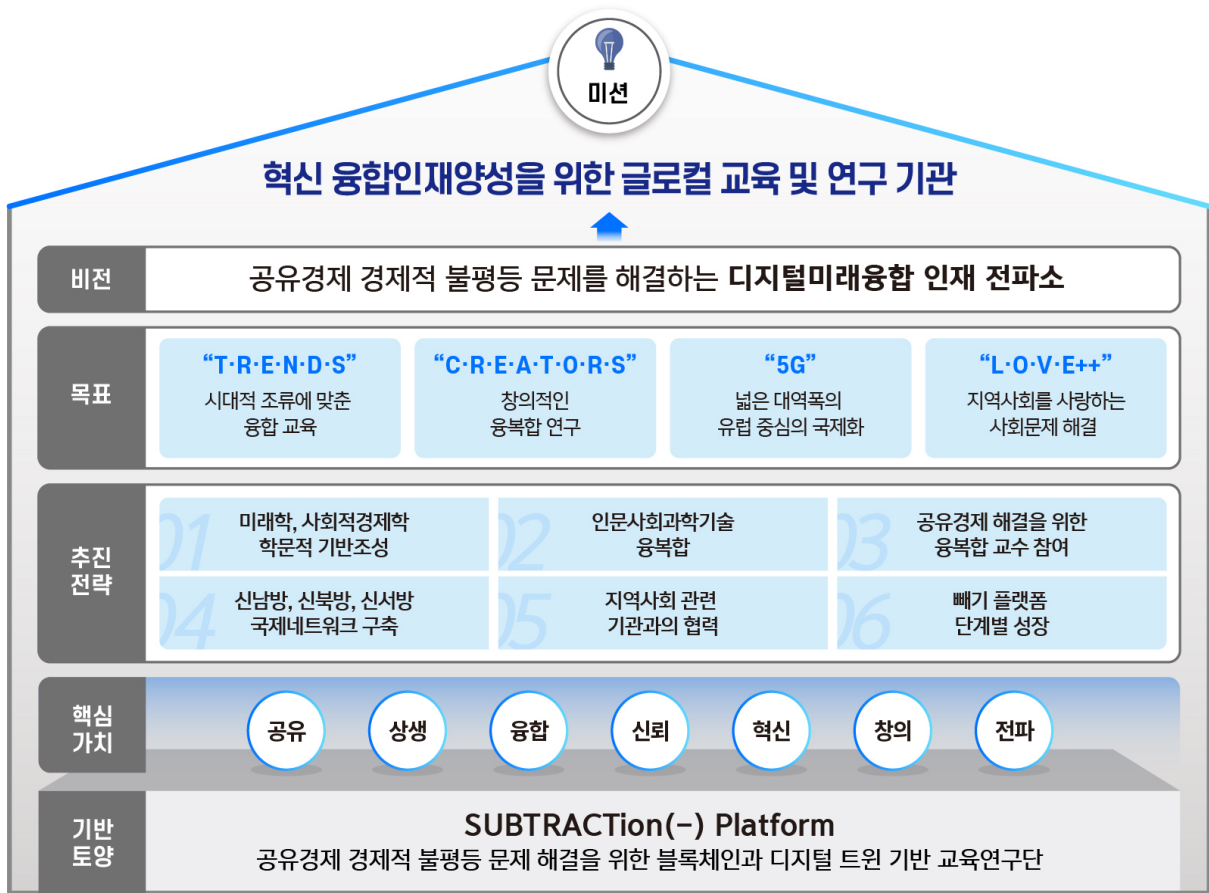 미션
혁신 융합인재양성을 위한 글로컬 교육 및 연구 기관
비전
공유경제 경제적 불평등 문제를 해결하는 디지털미래융합 인재 전파소
목표
“T·R·E·N·D·S”
시대적 조류에 맞춘
융합 교육
“C·R·E·A·T·O·R·S”
창의적인
융복합 연구
“5G”
넓은 대역폭의
유럽 중심의 국제화
“L·O·V·E++”
지역사회를 사랑하는
사회문제 해결
추진
전략
01
미래학, 사회적경제학
학문적 기반조성
02
인문사회과학기술
융복합
03
공유경제 해결을 위한
융복합 교수 참여
04
신남방, 신북방, 신서방
국제네트워크 구축
05
지역사회 관련
기관과의 협력
06
빼기 플랫폼
단계별 성장
핵심
가치
공유
상생
융합
신뢰
혁신
창의
전파
기반
토양
SUBTRACTion(−) Platform
공유경제 경제적 불평등 문제 해결을 위한 블록체인과 디지털 트윈 기반 교육연구단